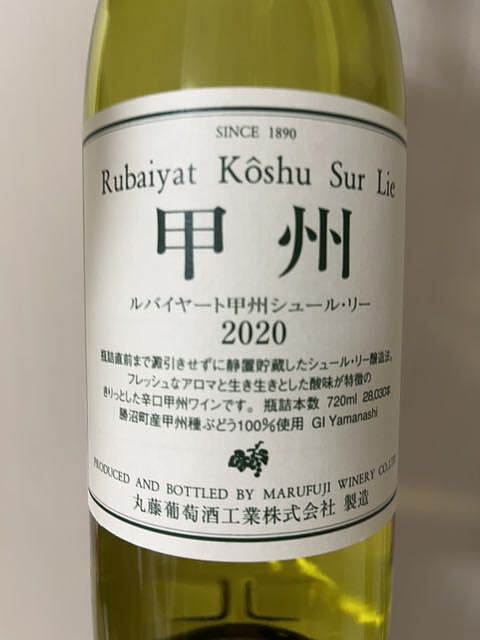 SINCE 1890
Rubaiyat Kôshu Sur Lie
甲州
ルバイヤート甲州シュール・リー
2020
瓶詰直前まで澱引きせずに静置貯蔵したシュール・リー醸造法。
フレッシュなアロマと生き生きとした酸味が特徴の
きりっとした辛口甲州ワインです。 瓶詰本数 720ml 28,030本
勝沼町産甲州種ぶどう100%使用 GI Yamanashi
PRODUCED AND BOTTLED BY MARUFUJI WINERY CO.,LTD.
丸藤葡萄酒工業株式会社 製造